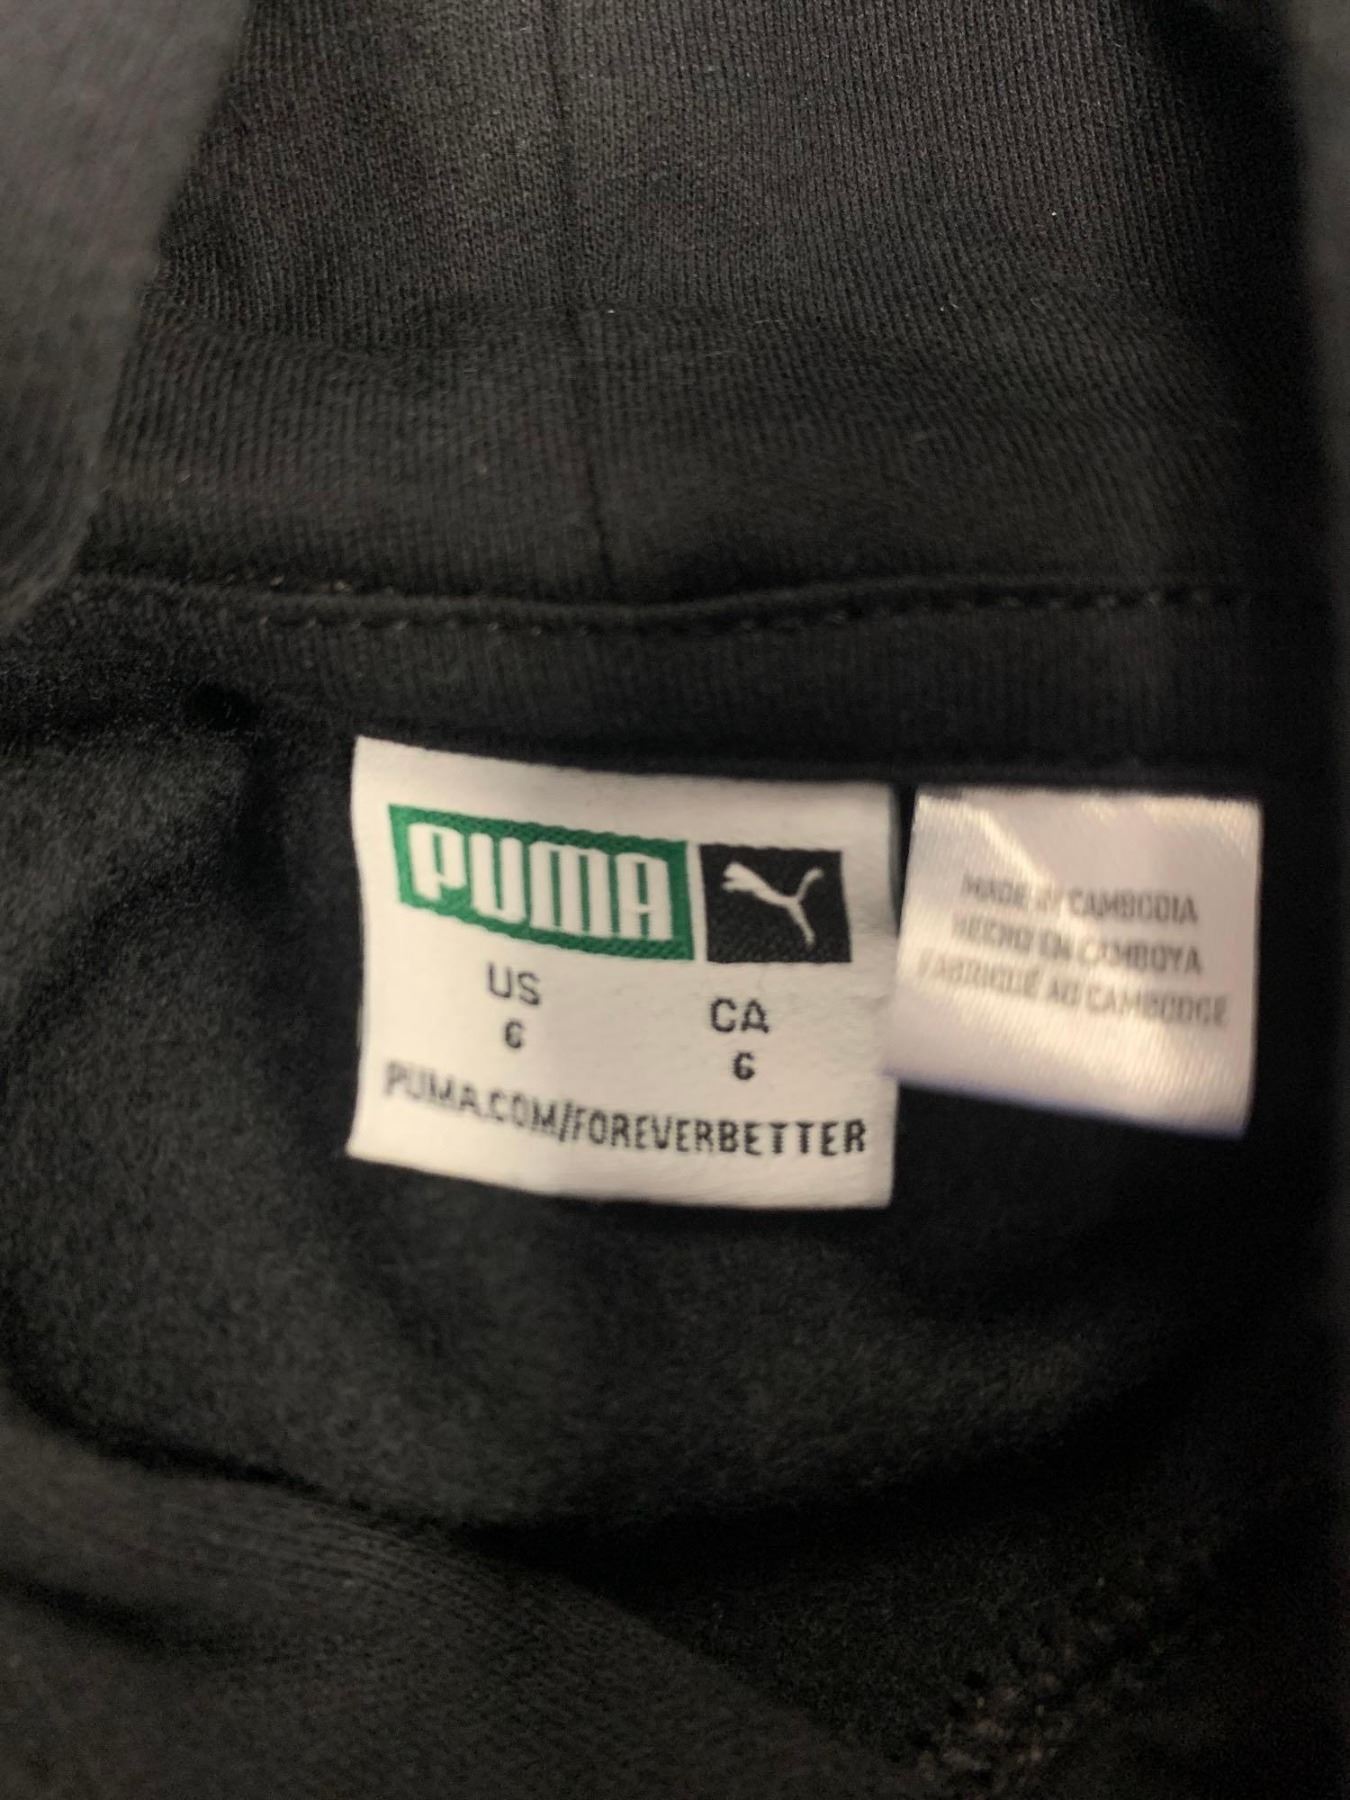 PUMA
US CA
6 6
PUMA.COM/FOREVERBETTER
MADE IN CAMBODIA
HECHO EN CAMBOYA
FABRIQUÉ AU CAMBODGE